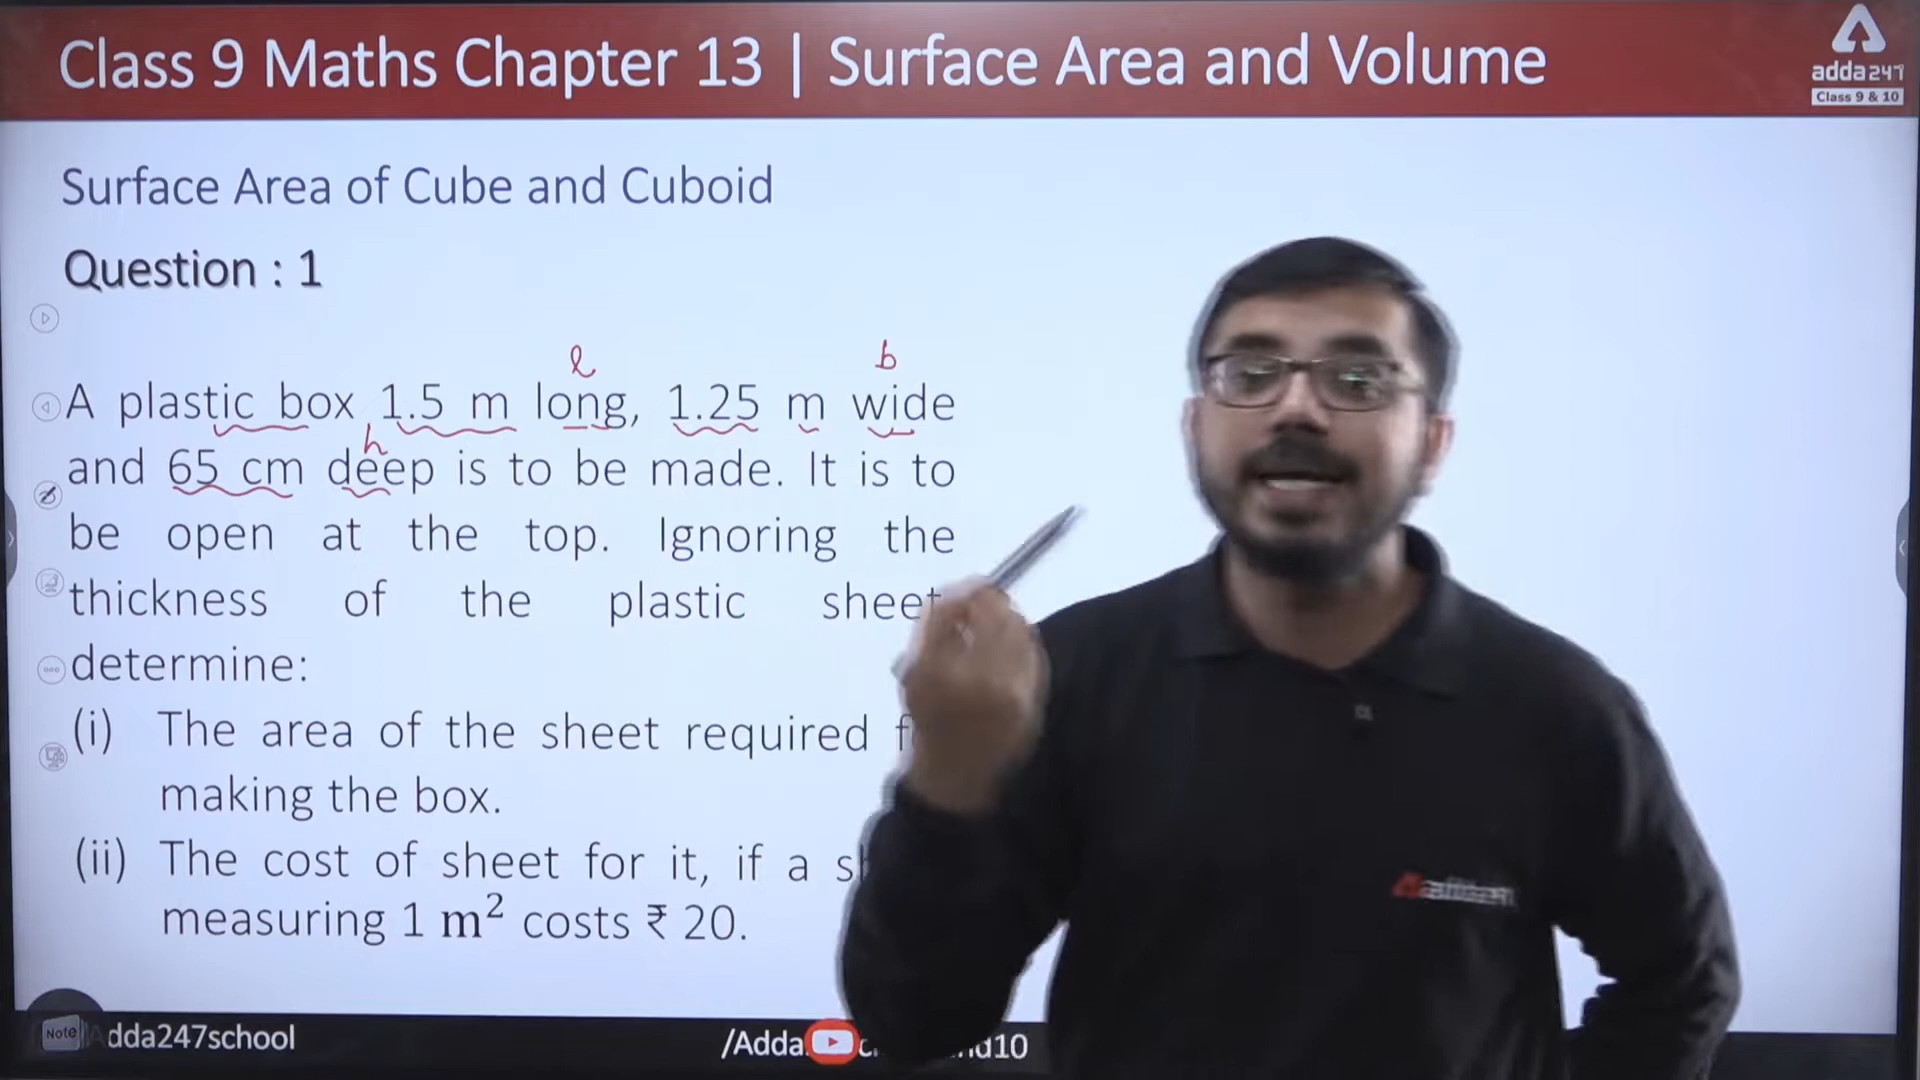 Class 9 Maths Chapter 13 | Surface Area and Volume
adda247
Class 9 & 10
Surface Area of Cube and Cuboid
Question : 1
l b
A plastic box 1.5 m long, 1.25 m wide
h
and 65 cm deep is to be made. It is to
be open at the top. Ignoring the
thickness of the plastic sheet
determine:
(i) The area of the sheet required
making the box.
(ii) The cost of sheet for it, if a
measuring 1 m² costs ₹ 20.
Note
dda247school
/Adda